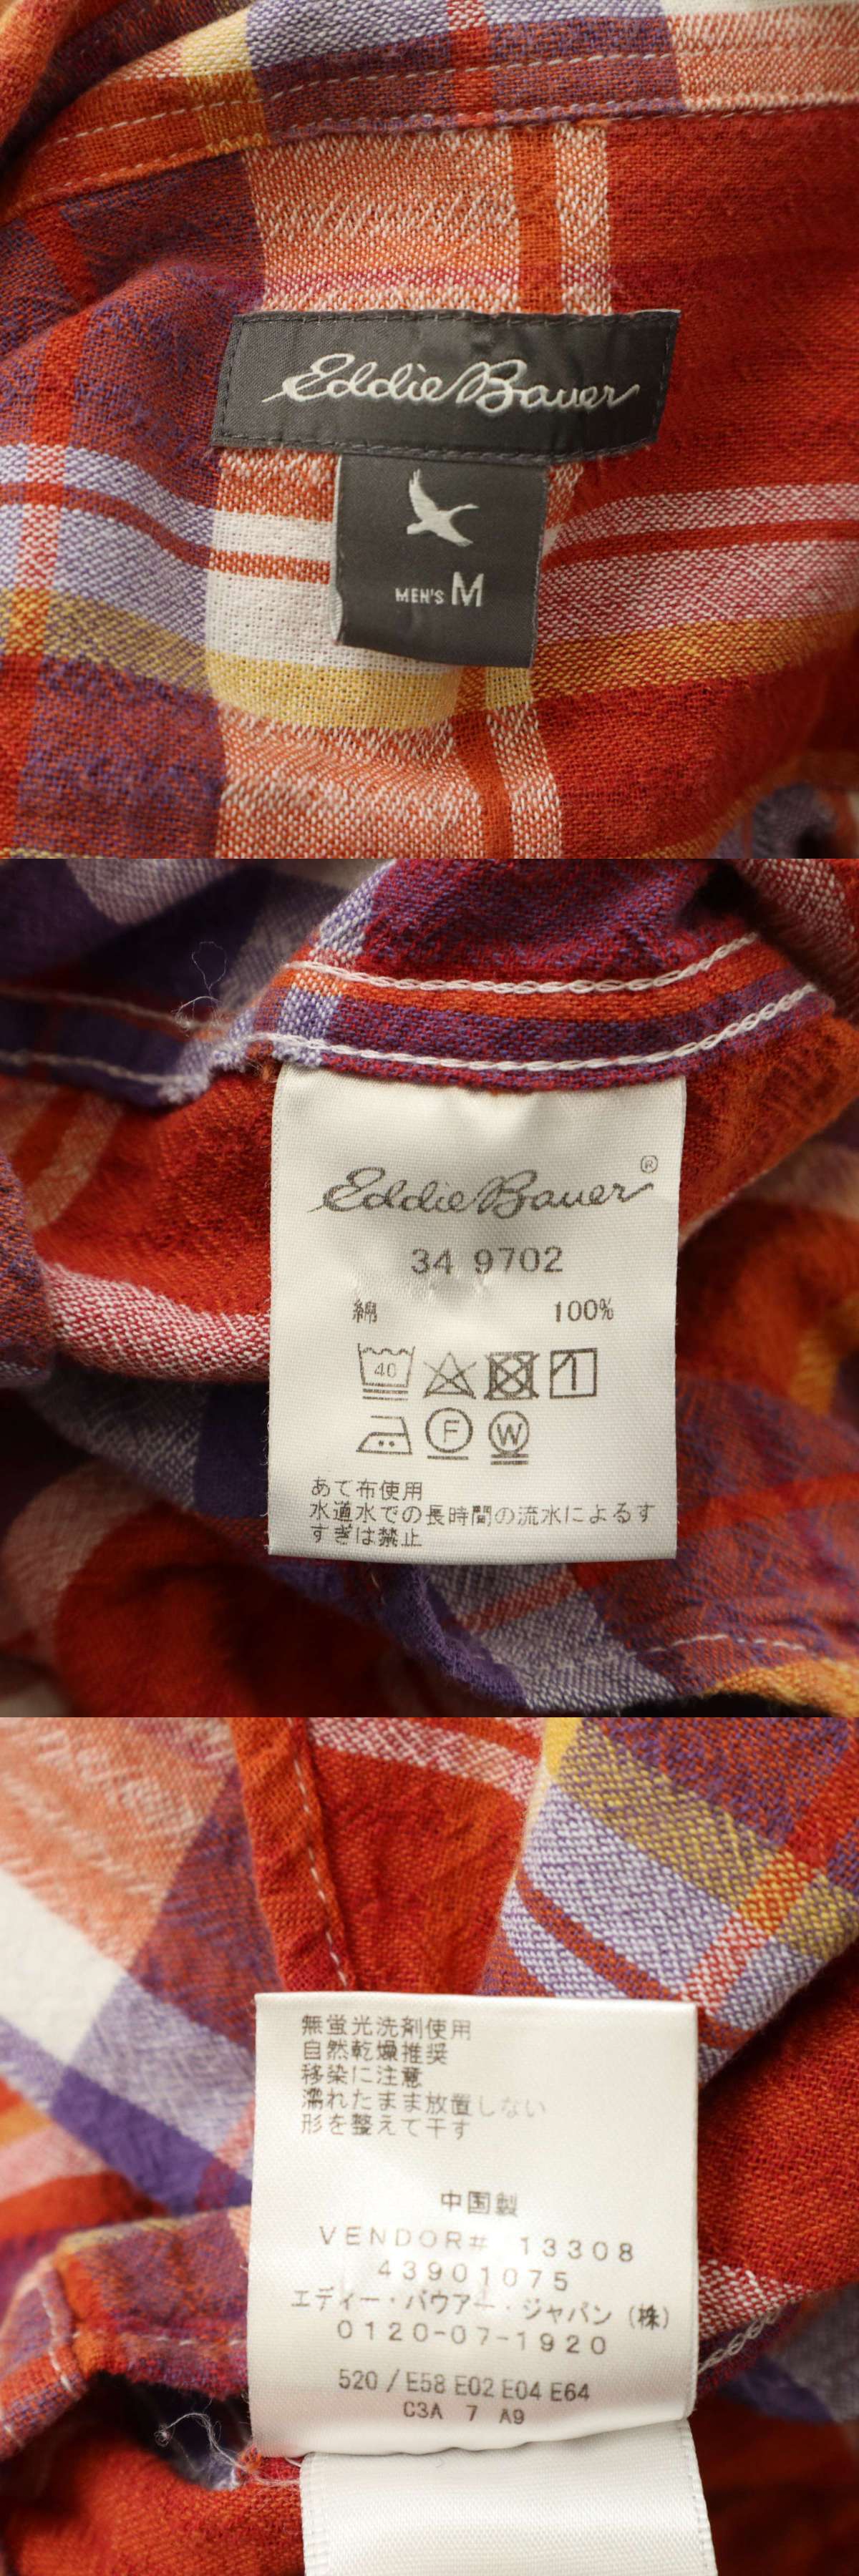 Eddie Bauer
MEN'S M
Eddie Bauer®
34 9702
綿 100%
40
F W
あて布使用
水道水での長時間の流水によるす
すぎは禁止
無蛍光洗剤使用
自然乾燥推奨
移染に注意
濡れたまま放置しない
形を整えて干す
中国製
VENDOR# 13308
43901075
エディー・バウアー・ジャパン（株）
0120-07-1920
520 / E58 E02 E04 E64
C3A 7 A9